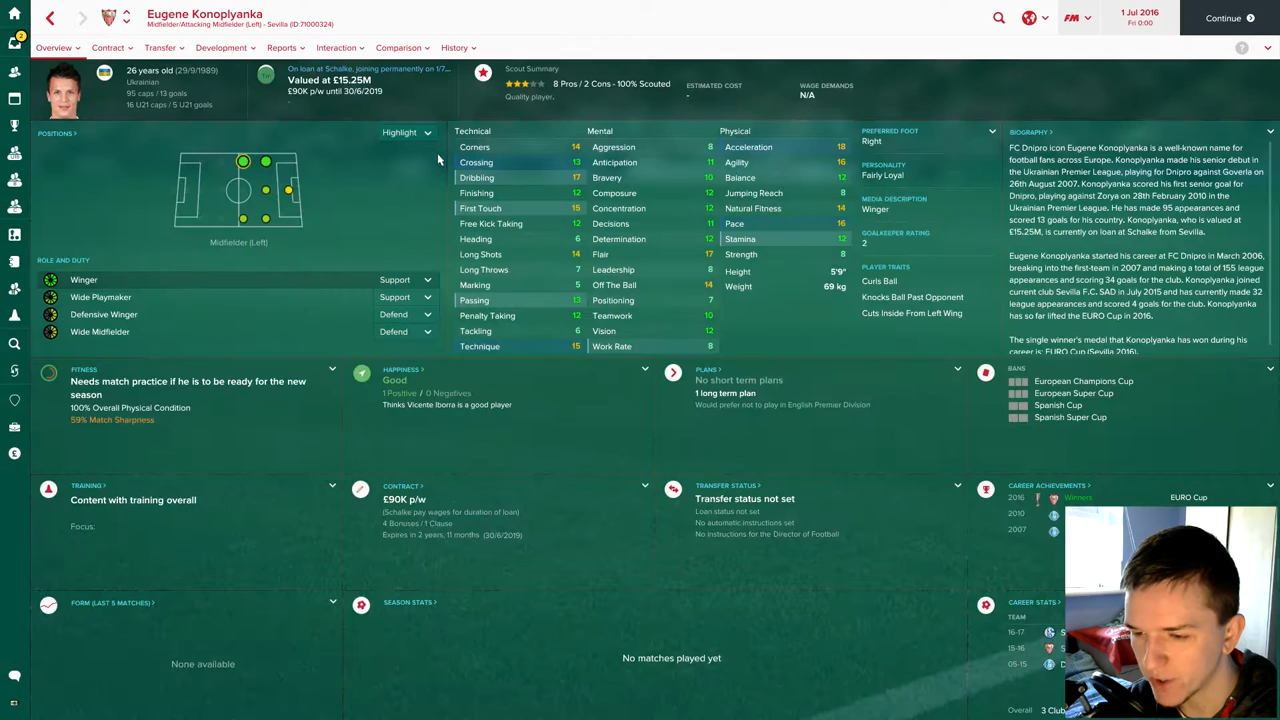 Eugene Konoplyanka
Midfielder/Attacking Midfielder (Left) - Sevilla (ID:71000324)
FM
1 Jul 2016
Fri 0:00
Continue
2
Overview
Contract
Transfer
Development
Reports
Interaction
Comparison
History
26 years old (29/9/1989)
Ukrainian
95 caps / 13 goals
16 U21 caps / 5 U21 goals
On loan at Schalke, joining permanently on 1/7...
Valued at £15.25M
£90K p/w until 30/6/2019
-
Scout Summary
8 Pros / 2 Cons - 100% Scouted
Quality player.
ESTIMATED COST
-
WAGE DEMANDS
N/A
POSITIONS >
Highlight
Midfielder (Left)
ROLE AND DUTY
Winger Support
Wide Playmaker Support
Defensive Winger Defend
Wide Midfielder Defend
Technical
Corners 14
Crossing 13
Dribbling 17
Finishing 12
First Touch 15
Free Kick Taking 12
Heading 6
Long Shots 14
Long Throws 7
Marking 5
Passing 13
Penalty Taking 12
Tackling 6
Technique 15
Mental
Aggression 8
Anticipation 11
Bravery 10
Composure 12
Concentration 12
Decisions 11
Determination 12
Flair 17
Leadership 8
Off The Ball 14
Positioning 7
Teamwork 10
Vision 12
Work Rate 8
Physical
Acceleration 18
Agility 16
Balance 12
Jumping Reach 8
Natural Fitness 14
Pace 16
Stamina 12
Strength 8
Height 5'9"
Weight 69 kg
PREFERRED FOOT
Right
PERSONALITY
Fairly Loyal
MEDIA DESCRIPTION
Winger
GOALKEEPER RATING
2
PLAYER TRAITS
Curls Ball
Knocks Ball Past Opponent
Cuts Inside From Left Wing
BIOGRAPHY >
FC Dnipro icon Eugene Konoplyanka is a well-known name for
football fans across Europe. Konoplyanka made his senior debut in
the Ukrainian Premier League, playing for Dnipro against Goverla on
26th August 2007. Konoplyanka scored his first senior goal for
Dnipro, playing against Zorya on 28th February 2010 in the
Ukrainian Premier League. He has made 95 appearances and
scored 13 goals for his country. Konoplyanka, who is valued at
£15.25M, is currently on loan at Schalke from Sevilla.
Eugene Konoplyanka started his career at FC Dnipro in March 2006,
breaking into the first-team in 2007 and making a total of 155 league
appearances and scoring 34 goals for the club. Konoplyanka joined
current club Sevilla F.C. SAD in July 2015 and has currently made 32
league appearances and scored 4 goals for the club. Konoplyanka
has so far lifted the EURO Cup in 2016.
The single winner's medal that Konoplyanka has won during his
career is: EURO Cup (Sevilla 2016).
FITNESS
Needs match practice if he is to be ready for the new
season
100% Overall Physical Condition
59% Match Sharpness
HAPPINESS >
Good
1 Positive / 0 Negatives
Thinks Vicente Iborra is a good player
PLANS >
No short term plans
1 long term plan
Would prefer not to play in English Premier Division
BANS
European Champions Cup
European Super Cup
Spanish Cup
Spanish Super Cup
TRAINING >
Content with training overall
Focus:
CONTRACT >
£90K p/w
(Schalke pay wages for duration of loan)
4 Bonuses / 1 Clause
Expires in 2 years, 11 months (30/6/2019)
TRANSFER STATUS >
Transfer status not set
Loan status not set
No automatic instructions set
No instructions for the Director of Football
CAREER ACHIEVEMENTS >
2016 Winners EURO Cup
2010
2007
FORM (LAST 5 MATCHES) >
None available
SEASON STATS >
No matches played yet
CAREER STATS >
TEAM
16-17 S
15-16 S
05-15 D
Overall 3 Club